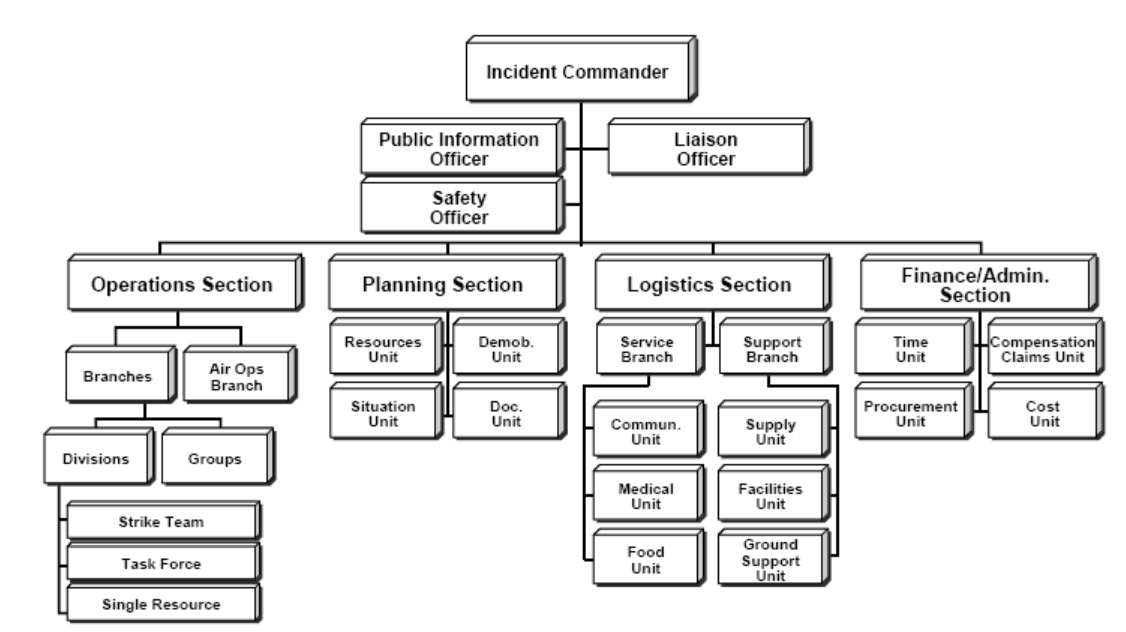 Incident Commander
Public Information
Officer
Liaison
Officer
Safety
Officer
Operations Section
Planning Section
Logistics Section
Finance/Admin.
Section
Branches
Air Ops
Branch
Resources
Unit
Demob.
Unit
Service
Branch
Support
Branch
Time
Unit
Compensation
Claims Unit
Situation
Unit
Doc.
Unit
Procurement
Unit
Cost
Unit
Divisions
Groups
Commun.
Unit
Supply
Unit
Strike Team
Medical
Unit
Facilities
Unit
Task Force
Food
Unit
Ground
Support
Unit
Single Resource